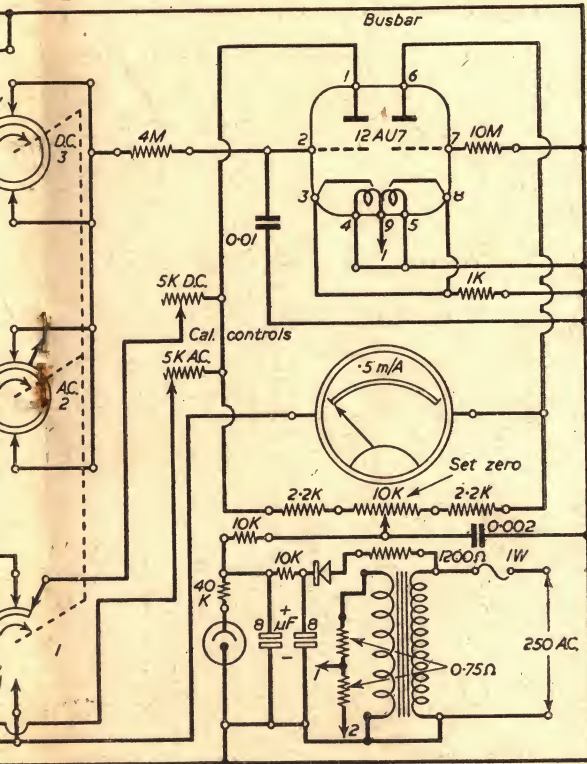 Busbar
1
6
D.C.
3
4M
2
12AU7
7
10M
3
8
4
9
5
1
0·01
1K
5K D.C.
Cal. controls
5K A.C.
A.C.
2
·5 m/A
Set zero
2·2K
10K
2·2K
10K
0·002
10K
1200Ω
1W
40
K
8
+
μF
8
−
1
0·75Ω
250 A.C.
1
2